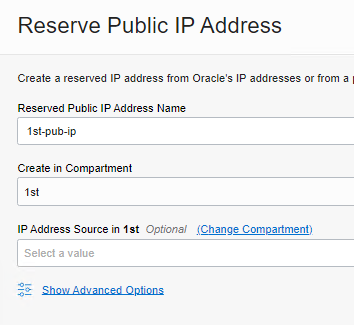 Reserve Public IP Address
Create a reserved IP address from Oracle's IP addresses or from a
Reserved Public IP Address Name
1st-pub-ip
Create in Compartment
1st
IP Address Source in 1st Optional (Change Compartment)
Select a value
Show Advanced Options